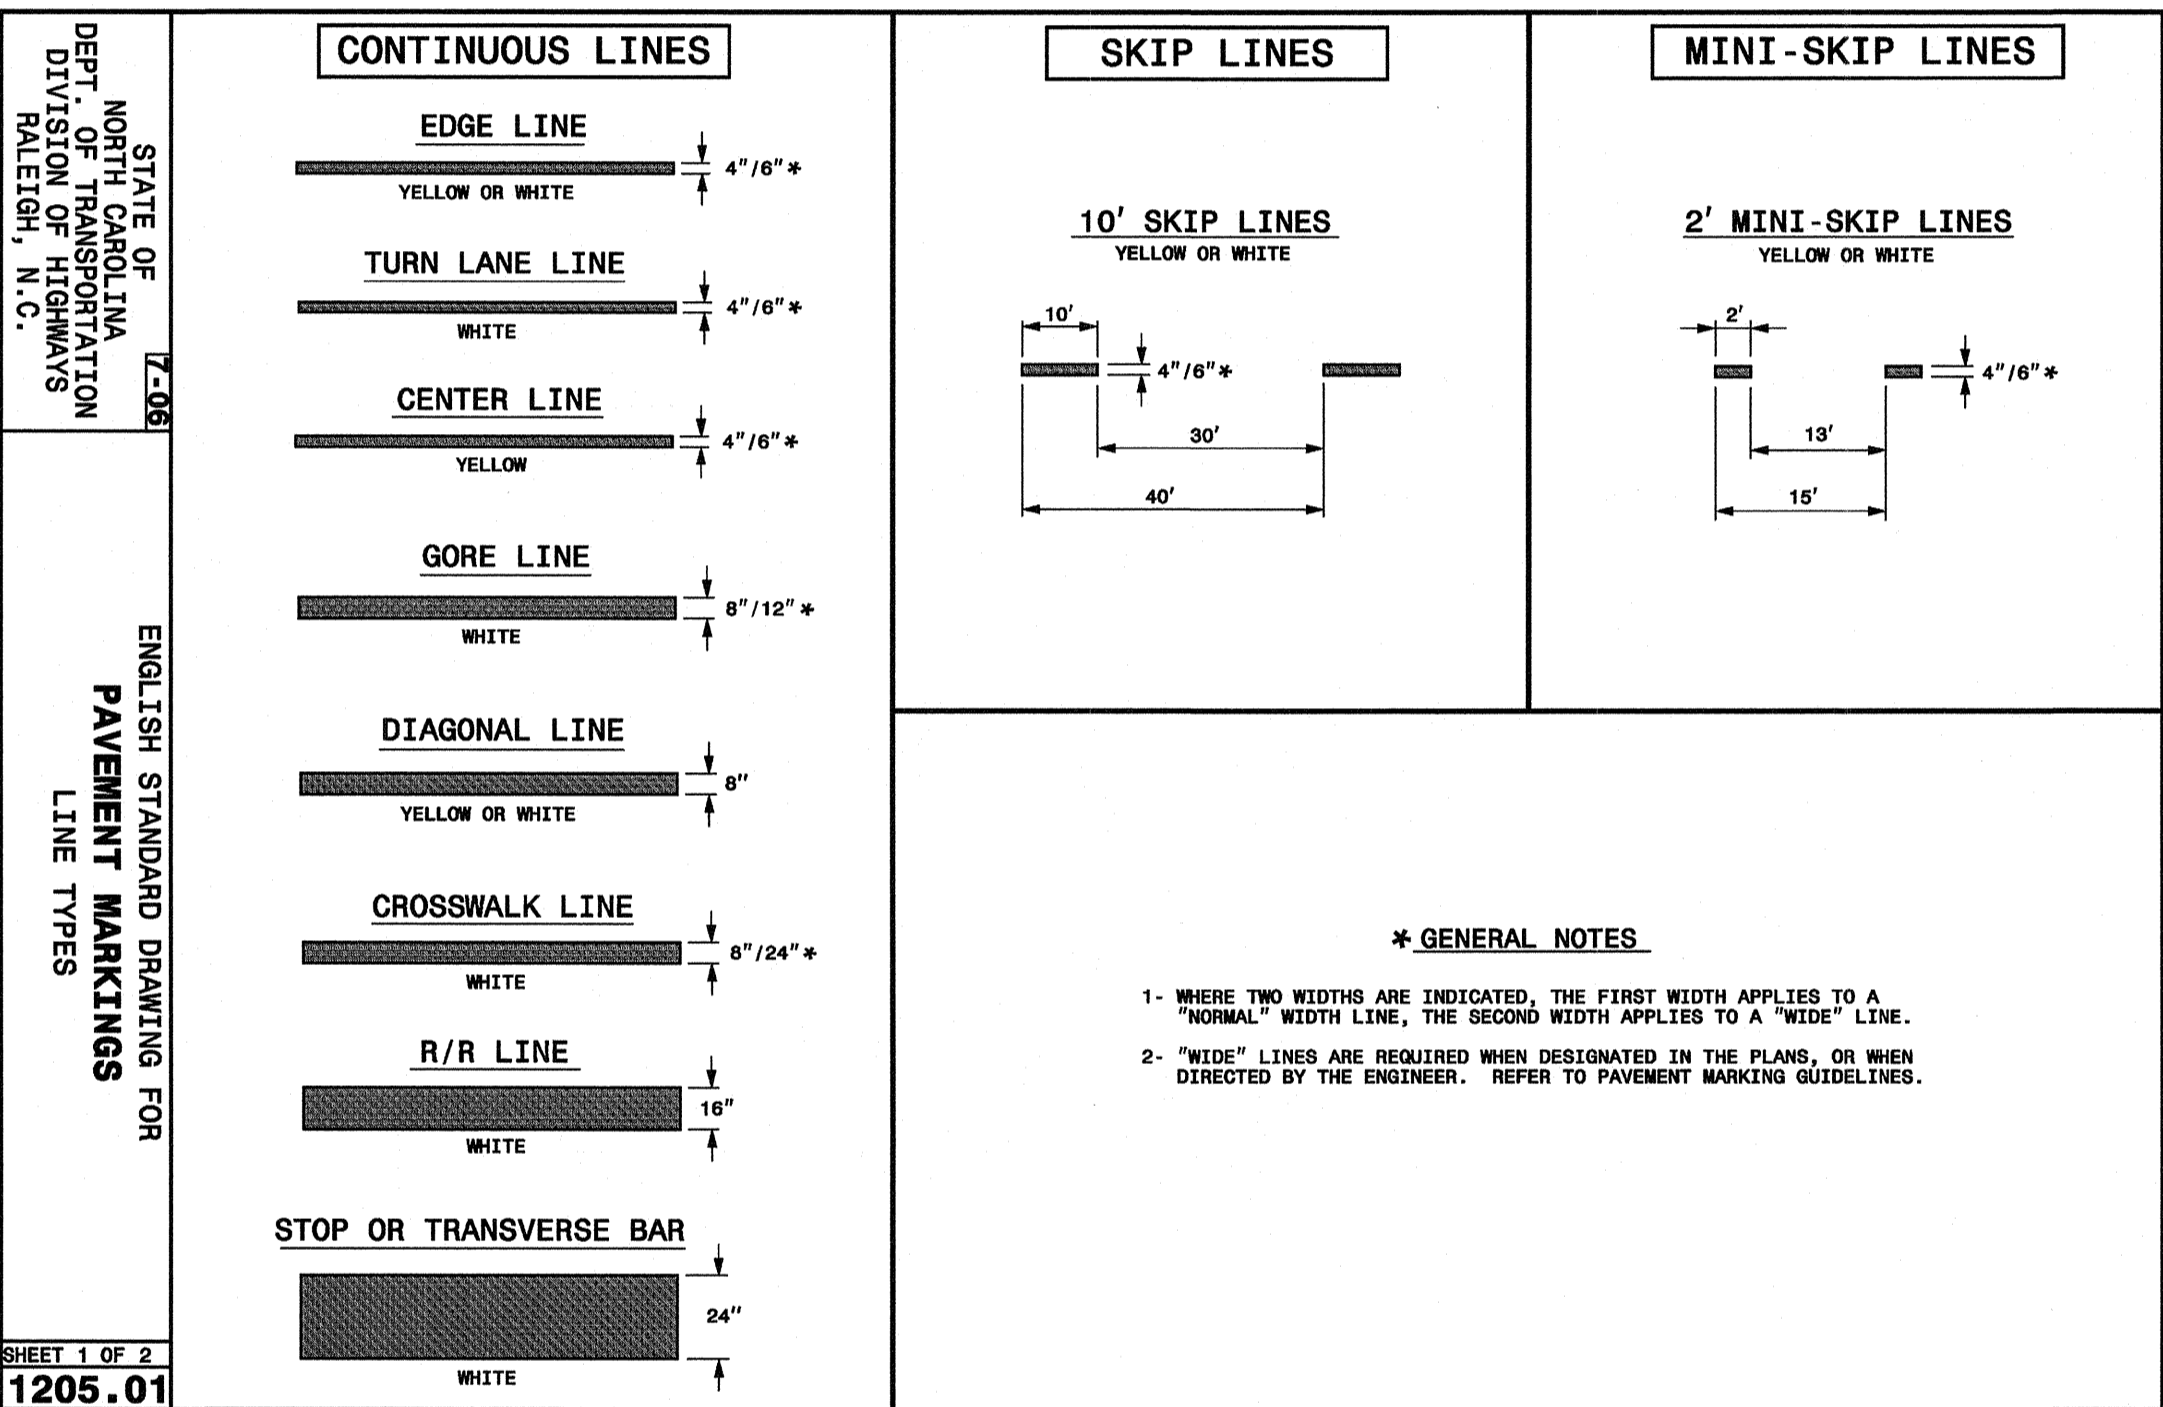 STATE OF
NORTH CAROLINA
DEPT. OF TRANSPORTATION
DIVISION OF HIGHWAYS
RALEIGH, N.C.
7-06
ENGLISH STANDARD DRAWING FOR
PAVEMENT MARKINGS
LINE TYPES
SHEET 1 OF 2
1205.01
CONTINUOUS LINES
EDGE LINE
4"/6"*
YELLOW OR WHITE
TURN LANE LINE
4"/6"*
WHITE
CENTER LINE
4"/6"*
YELLOW
GORE LINE
8"/12"*
WHITE
DIAGONAL LINE
8"
YELLOW OR WHITE
CROSSWALK LINE
8"/24"*
WHITE
R/R LINE
16"
WHITE
STOP OR TRANSVERSE BAR
24"
WHITE
SKIP LINES
10' SKIP LINES
YELLOW OR WHITE
10'
4"/6"*
30'
40'
MINI-SKIP LINES
2' MINI-SKIP LINES
YELLOW OR WHITE
2'
4"/6"*
13'
15'
* GENERAL NOTES
1- WHERE TWO WIDTHS ARE INDICATED, THE FIRST WIDTH APPLIES TO A
"NORMAL" WIDTH LINE, THE SECOND WIDTH APPLIES TO A "WIDE" LINE.
2- "WIDE" LINES ARE REQUIRED WHEN DESIGNATED IN THE PLANS, OR WHEN
DIRECTED BY THE ENGINEER. REFER TO PAVEMENT MARKING GUIDELINES.